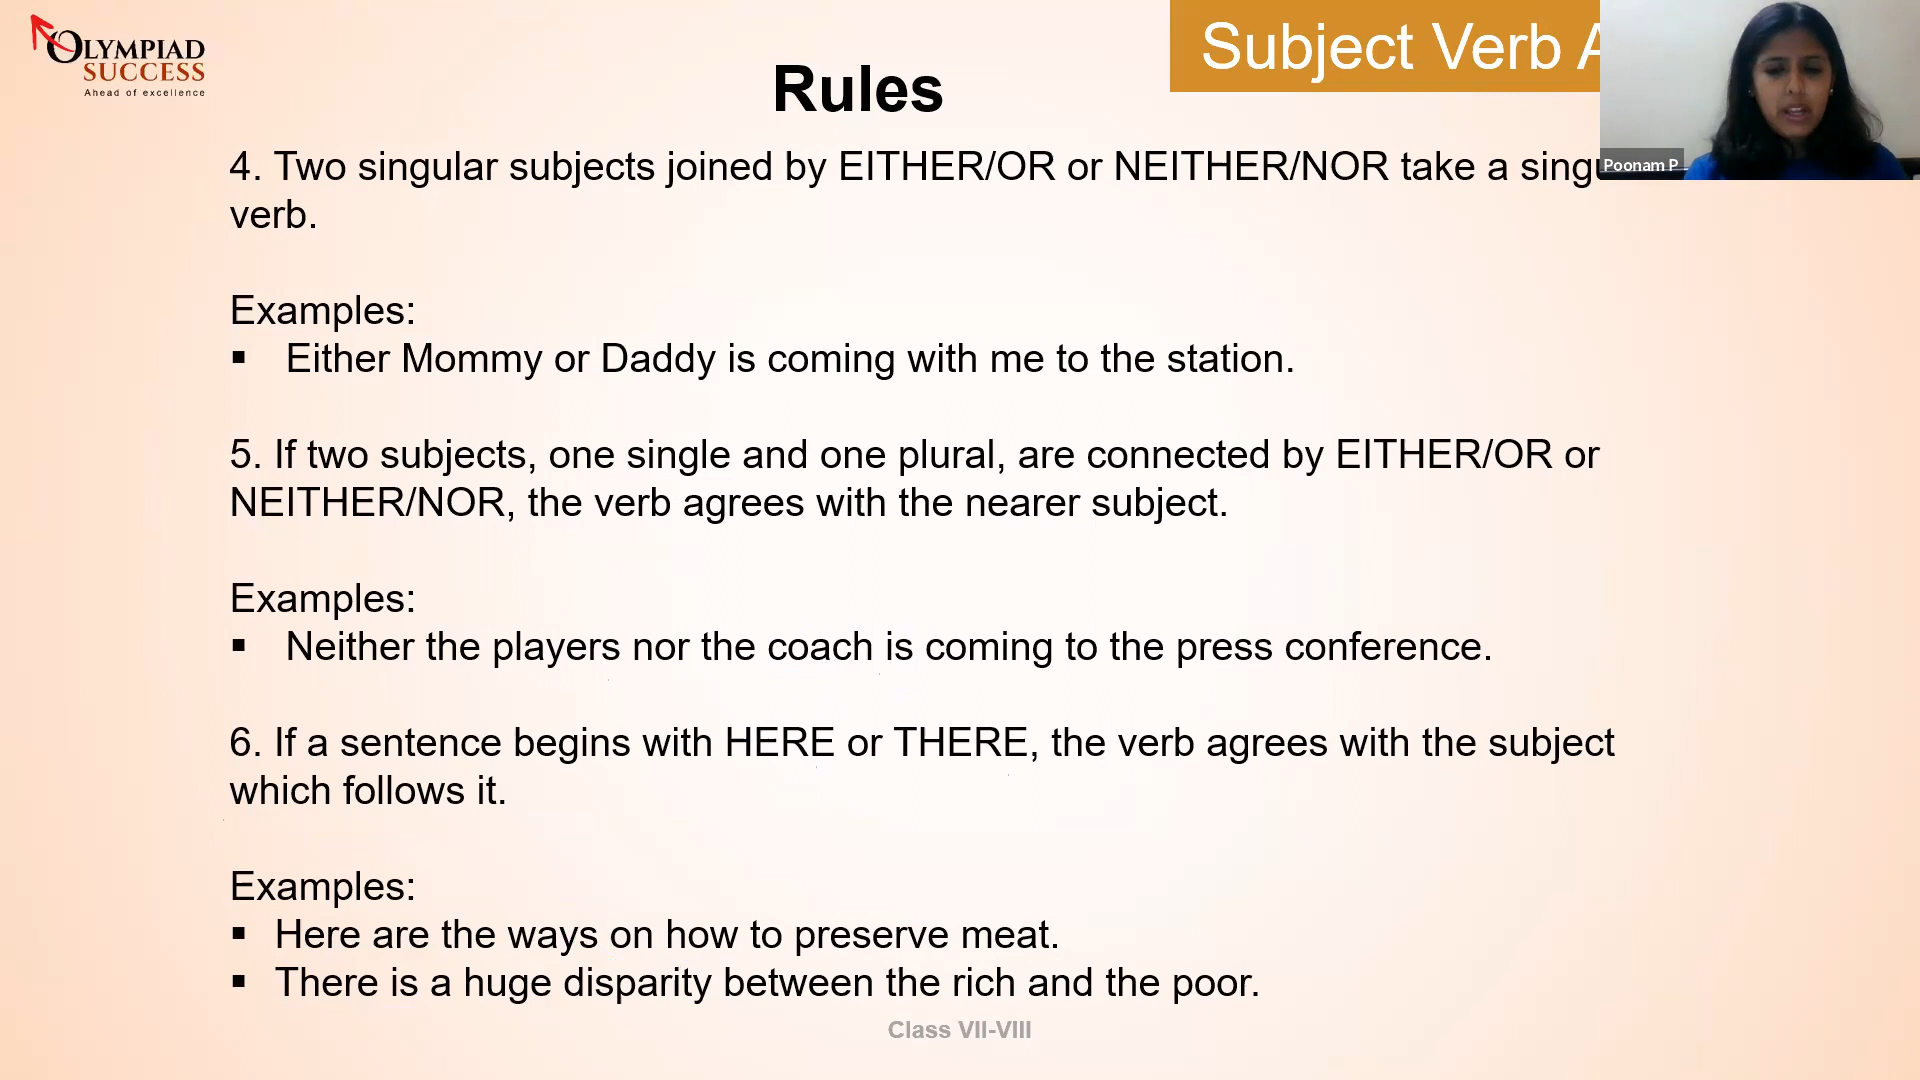 OLYMPIAD
SUCCESS
Ahead of excellence
Subject Verb
Rules
Poonam P
4. Two singular subjects joined by EITHER/OR or NEITHER/NOR take a
verb.
Examples:
▪ Either Mommy or Daddy is coming with me to the station.
5. If two subjects, one single and one plural, are connected by EITHER/OR or
NEITHER/NOR, the verb agrees with the nearer subject.
Examples:
▪ Neither the players nor the coach is coming to the press conference.
6. If a sentence begins with HERE or THERE, the verb agrees with the subject
which follows it.
Examples:
▪ Here are the ways on how to preserve meat.
▪ There is a huge disparity between the rich and the poor.
Class VII-VIII